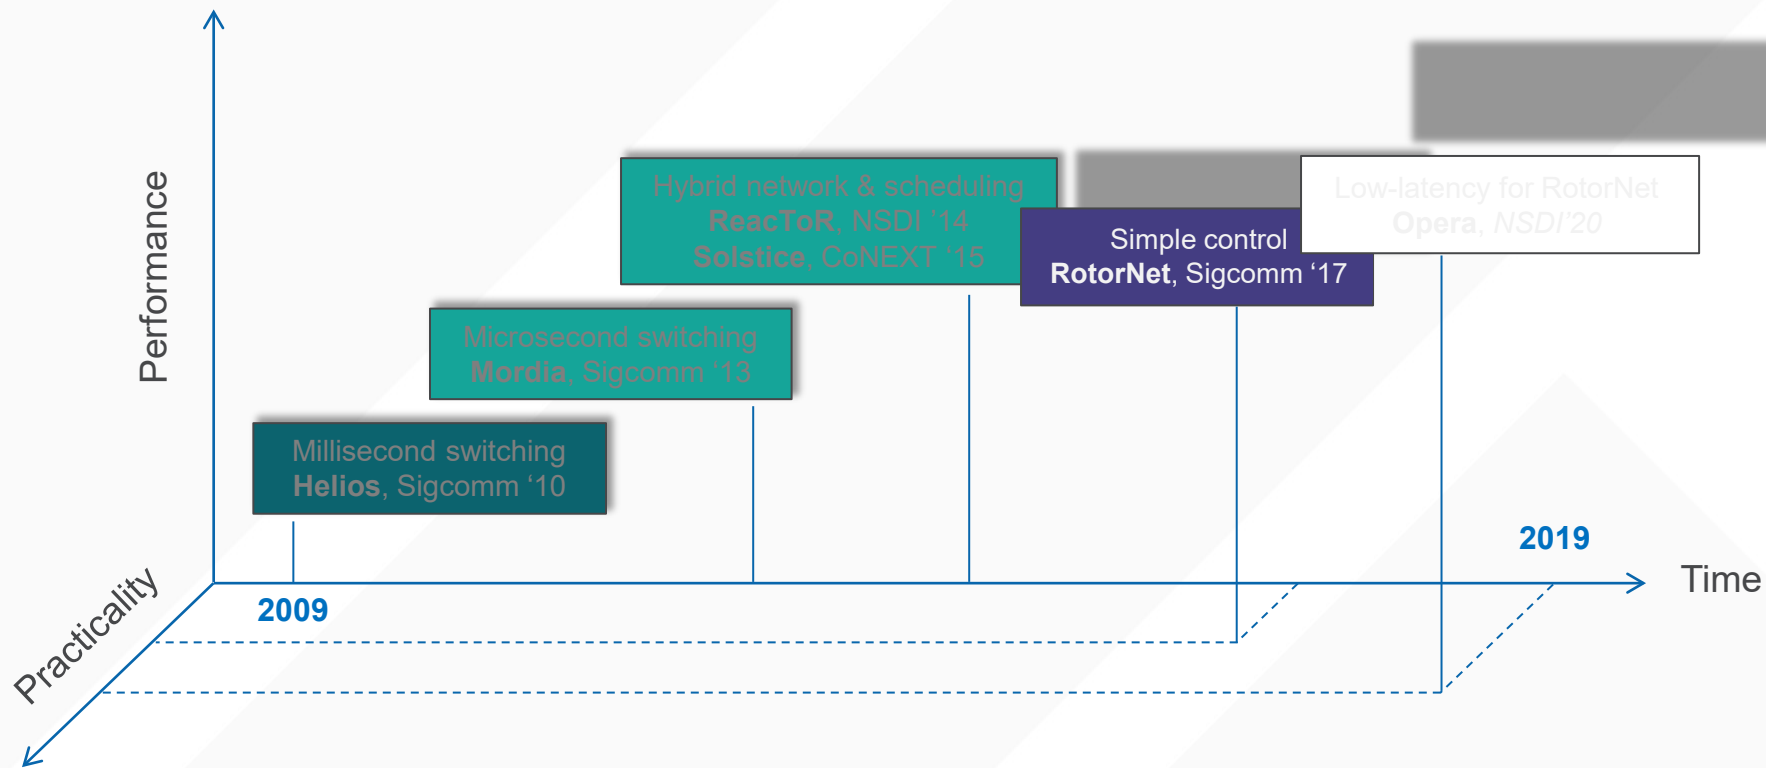 Performance
Hybrid network & scheduling
ReacToR, NSDI ‘14
Solstice, CoNEXT ‘15
Low-latency for RotorNet
Opera, NSDI’20
Simple control
RotorNet, Sigcomm ‘17
Microsecond switching
Mordia, Sigcomm ‘13
Millisecond switching
Helios, Sigcomm ‘10
2019
Time
2009
Practicality